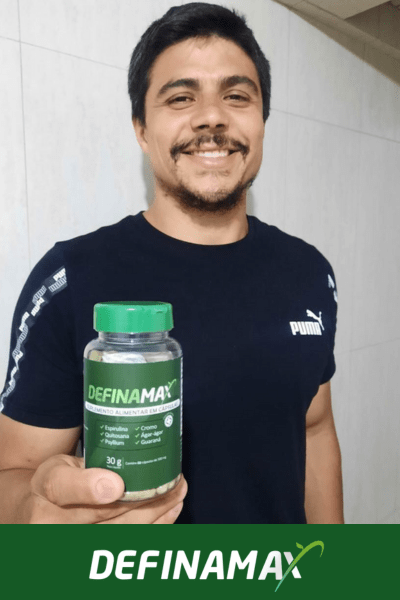 PUMA
DEFINAMAX
SUPLEMENTO ALIMENTAR EM CÁPSULAS
✓ Espirulina ✓ Cromo
✓ Quitosana ✓ Ágar-ágar
✓ Psyllium ✓ Guaraná
30 g
DEFINAMAX